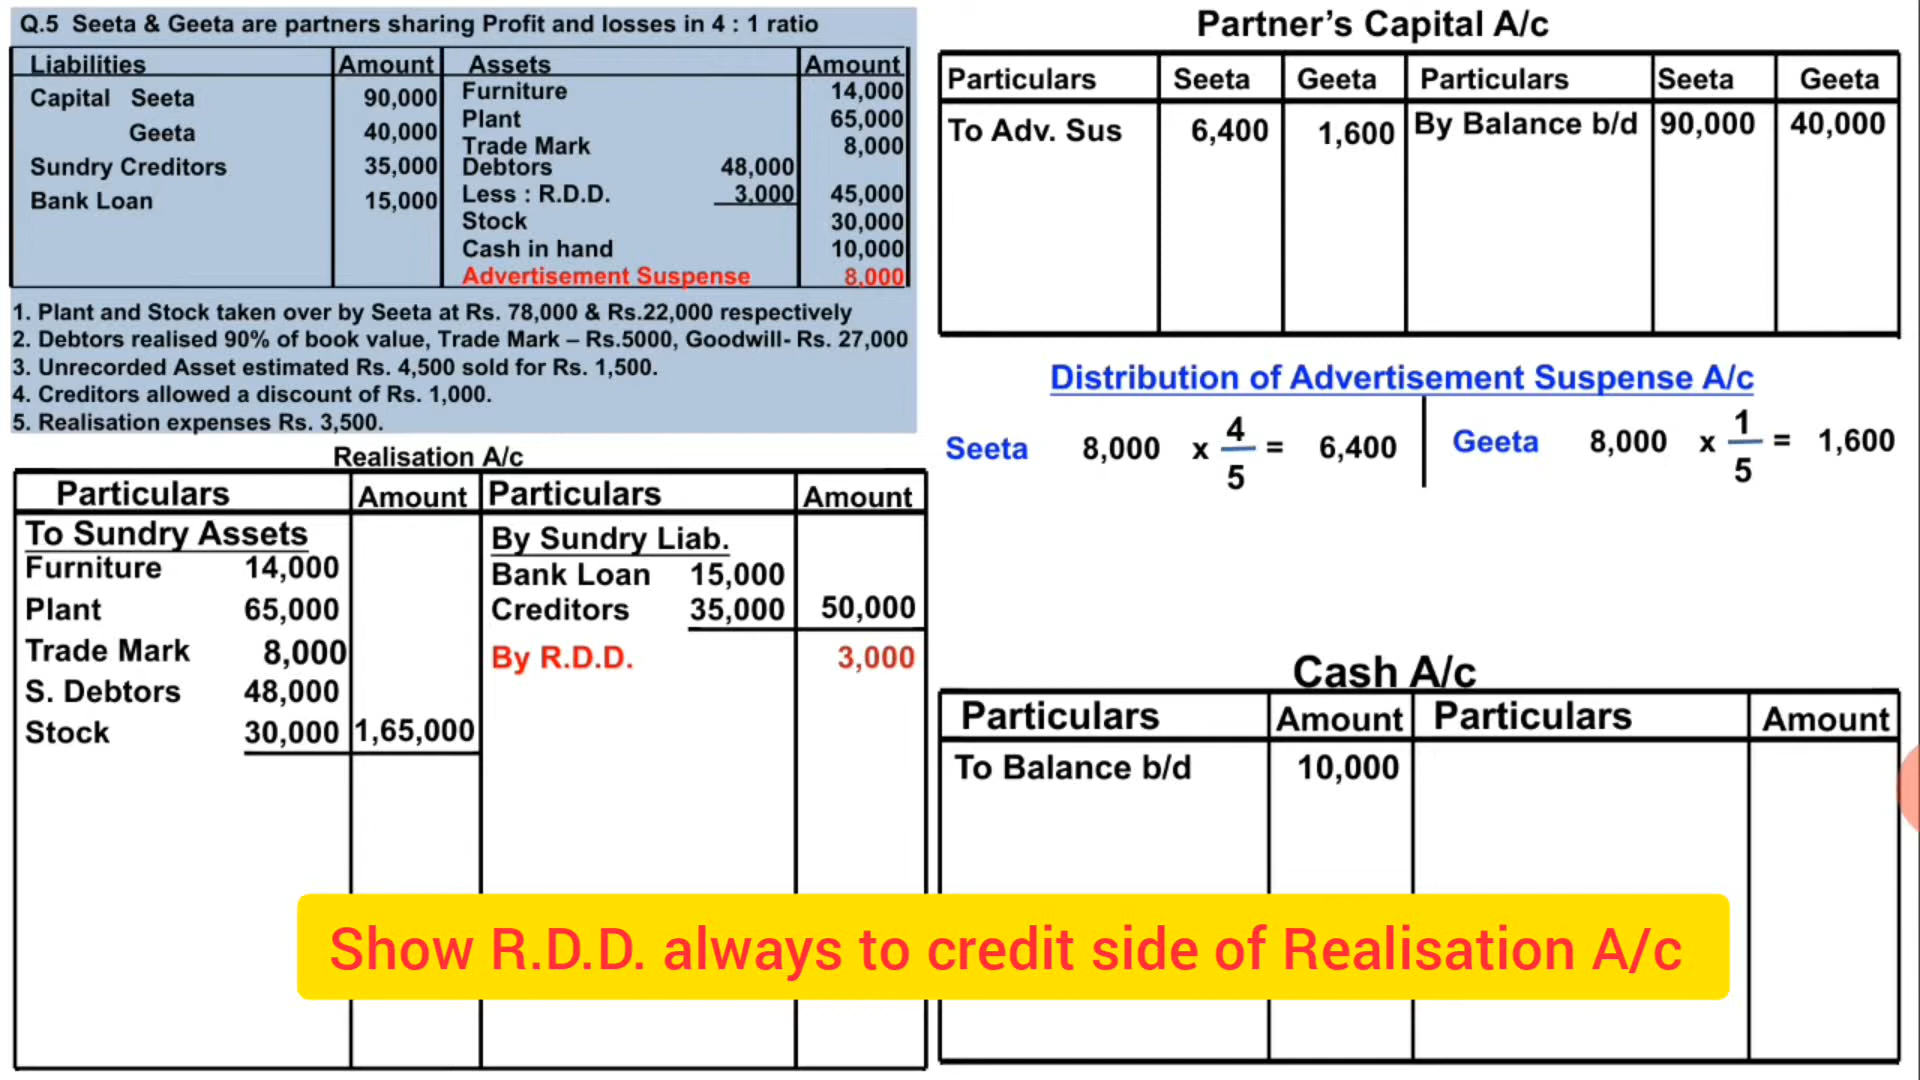 Q.5 Seeta & Geeta are partners sharing Profit and losses in 4 : 1 ratio
Liabilities Amount Assets Amount
Capital Seeta 90,000 Furniture 14,000
Plant 65,000
Geeta 40,000 Trade Mark 8,000
Sundry Creditors 35,000 Debtors 48,000
Bank Loan 15,000 Less : R.D.D. 3,000 45,000
Stock 30,000
Cash in hand 10,000
Advertisement Suspense 8,000
1. Plant and Stock taken over by Seeta at Rs. 78,000 & Rs.22,000 respectively
2. Debtors realised 90% of book value, Trade Mark – Rs.5000, Goodwill- Rs. 27,000
3. Unrecorded Asset estimated Rs. 4,500 sold for Rs. 1,500.
4. Creditors allowed a discount of Rs. 1,000.
5. Realisation expenses Rs. 3,500.
Realisation A/c
Particulars Amount Particulars Amount
To Sundry Assets By Sundry Liab.
Furniture 14,000 Bank Loan 15,000
Plant 65,000 Creditors 35,000 50,000
Trade Mark 8,000 By R.D.D. 3,000
S. Debtors 48,000
Stock 30,000 1,65,000
Partner’s Capital A/c
Particulars Seeta Geeta Particulars Seeta Geeta
To Adv. Sus 6,400 1,600 By Balance b/d 90,000 40,000
Distribution of Advertisement Suspense A/c
Seeta 8,000 x 4/5 = 6,400 Geeta 8,000 x 1/5 = 1,600
Cash A/c
Particulars Amount Particulars Amount
To Balance b/d 10,000
Show R.D.D. always to credit side of Realisation A/c